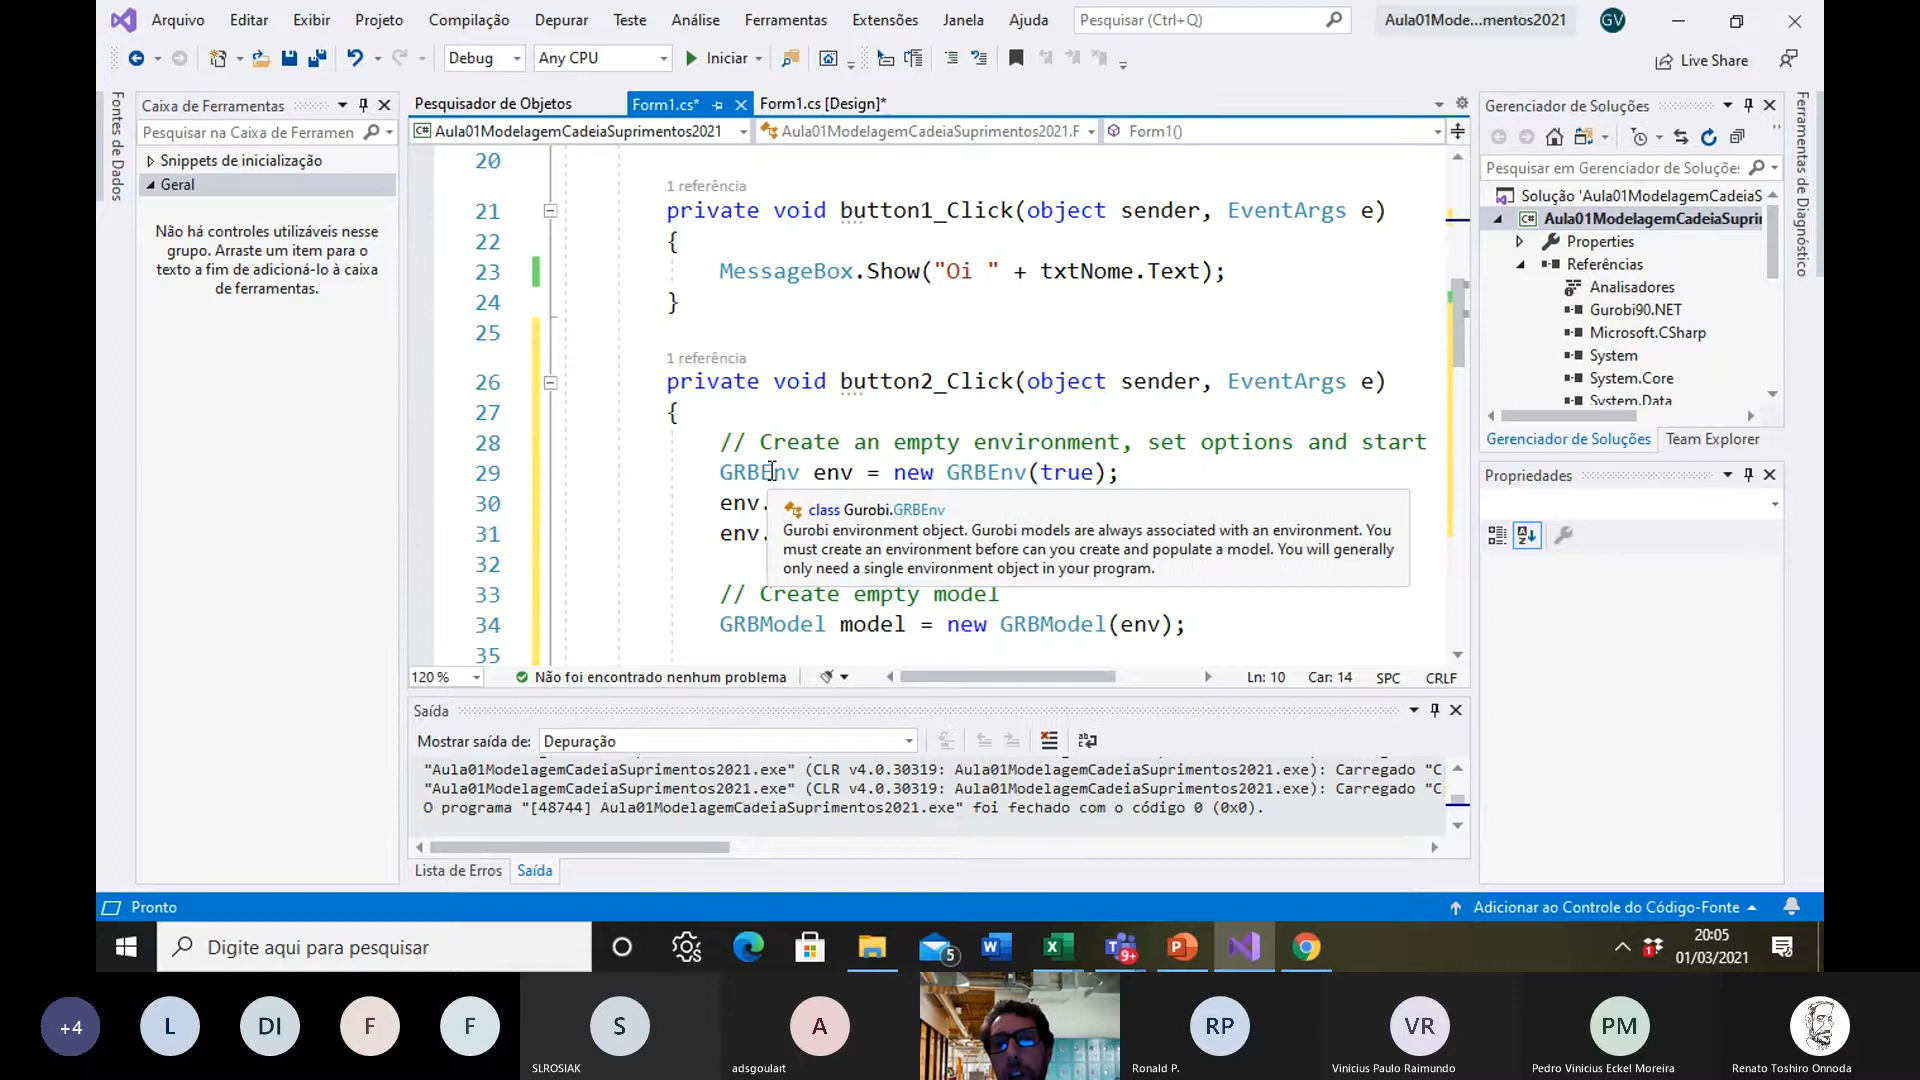 Arquivo Editar Exibir Projeto Compilação Depurar Teste Análise Ferramentas Extensões Janela Ajuda Pesquisar (Ctrl+Q) Aula01Mode...mentos2021 GV
Debug Any CPU Iniciar Live Share
Fontes de Dados
Caixa de Ferramentas
Pesquisar na Caixa de Ferramen
Snippets de inicialização
Geral
Não há controles utilizáveis nesse
grupo. Arraste um item para o
texto a fim de adicioná-lo à caixa
de ferramentas.
Pesquisador de Objetos Form1.cs* Form1.cs [Design]*
C# Aula01ModelagemCadeiaSuprimentos2021 Aula01ModelagemCadeiaSuprimentos2021.F Form1()
20
1 referência
21 private void button1_Click(object sender, EventArgs e)
22 {
23 MessageBox.Show("Oi " + txtNome.Text);
24 }
25
1 referência
26 private void button2_Click(object sender, EventArgs e)
27 {
28 // Create an empty environment, set options and start
29 GRBEnv env = new GRBEnv(true);
30 env.
31 env.
class Gurobi.GRBEnv
Gurobi environment object. Gurobi models are always associated with an environment. You
must create an environment before can you create and populate a model. You will generally
only need a single environment object in your program.
32
33 // Create empty model
34 GRBModel model = new GRBModel(env);
35
120 % Não foi encontrado nenhum problema Ln: 10 Car: 14 SPC CRLF
Saída
Mostrar saída de: Depuração
"Aula01ModelagemCadeiaSuprimentos2021.exe" (CLR v4.0.30319: Aula01ModelagemCadeiaSuprimentos2021.exe): Carregado "C:
"Aula01ModelagemCadeiaSuprimentos2021.exe" (CLR v4.0.30319: Aula01ModelagemCadeiaSuprimentos2021.exe): Carregado "C:
O programa "[48744] Aula01ModelagemCadeiaSuprimentos2021.exe" foi fechado com o código 0 (0x0).
Lista de Erros Saída
Gerenciador de Soluções
Pesquisar em Gerenciador de Soluções
Solução 'Aula01ModelagemCadeiaS
C# Aula01ModelagemCadeiaSupri
Properties
Referências
Analisadores
Gurobi90.NET
Microsoft.CSharp
System
System.Core
System.Data
Gerenciador de Soluções Team Explorer
Propriedades
Ferramentas de Diagnóstico
Pronto Adicionar ao Controle do Código-Fonte
Digite aqui para pesquisar 5 9+ 1 20:05
01/03/2021
+4 L DI F F S A RP VR PM
SLROSIAK adsgoulart Ronald P. Vinicius Paulo Raimundo Pedro Vinicius Eckel Moreira Renato Toshiro Onnoda